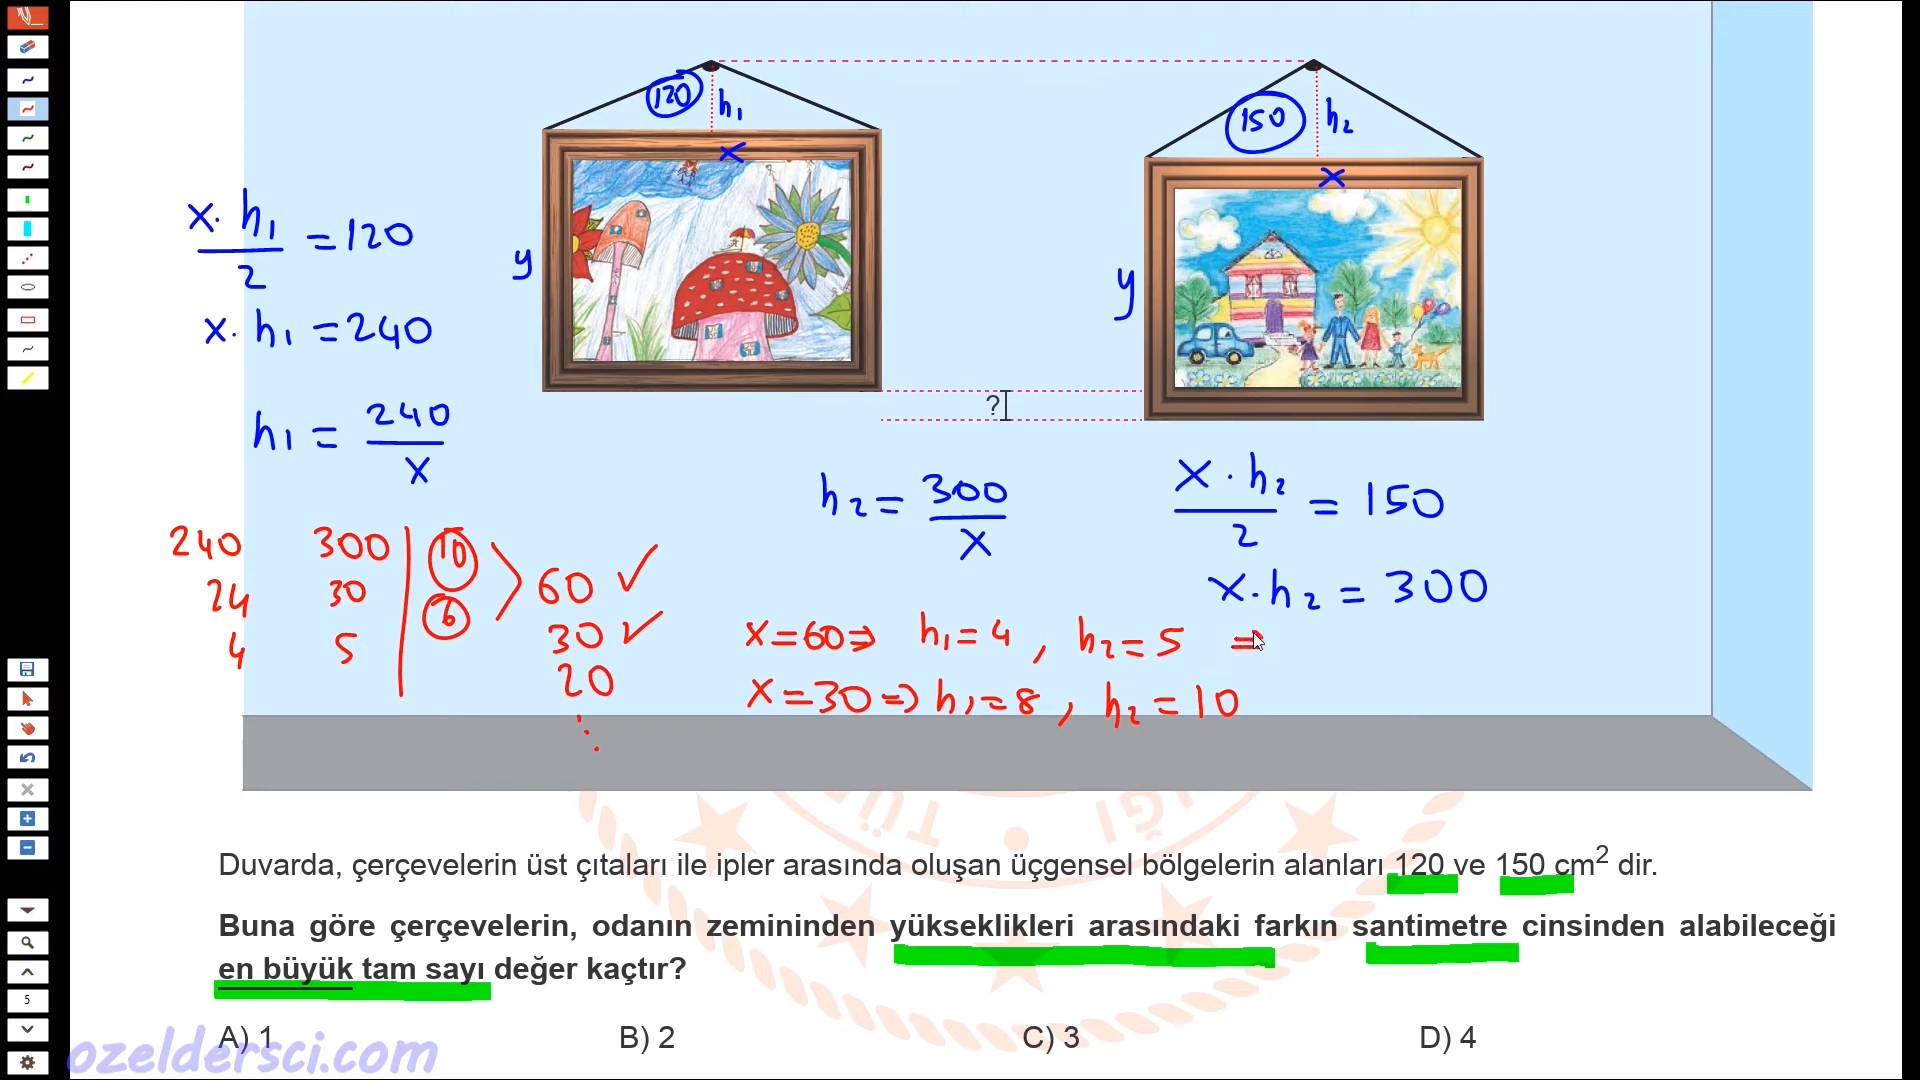 120
h₁
150
h₂
x
x
x · h₁ / 2 = 120
y
y
x · h₁ = 240
?
h₁ = 240 / x
h₂ = 300 / x
x · h₂ / 2 = 150
x · h₂ = 300
240 300 | 10
24 30 | 6
4 5
60 ✓
30 ✓
20
x = 60 ⇒ h₁ = 4 , h₂ = 5 ⇒
x = 30 ⇒ h₁ = 8 , h₂ = 10
İĞİ
TÜ
Duvarda, çerçevelerin üst çıtaları ile ipler arasında oluşan üçgensel bölgelerin alanları 120 ve 150 cm² dir.
Buna göre çerçevelerin, odanın zemininden yükseklikleri arasındaki farkın santimetre cinsinden alabileceği
en büyük tam sayı değer kaçtır?
A) 1 B) 2 C) 3 D) 4
5
ozeldersci.com